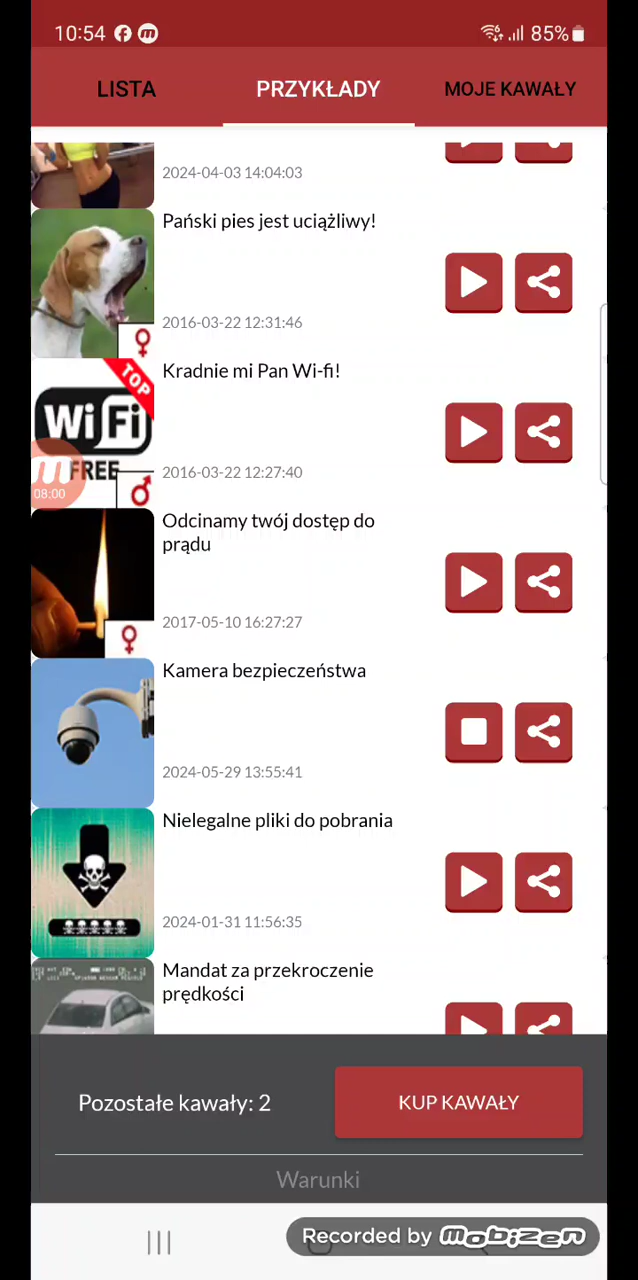 10:54
85%
LISTA
PRZYKŁADY
MOJE KAWAŁY
2024-04-03 14:04:03
Pański pies jest uciążliwy!
2016-03-22 12:31:46
Kradnie mi Pan Wi-fi!
TOP
WiFi
FREE
08:00
2016-03-22 12:27:40
Odcinamy twój dostęp do
prądu
2017-05-10 16:27:27
Kamera bezpieczeństwa
2024-05-29 13:55:41
Nielegalne pliki do pobrania
2024-01-31 11:56:35
Mandat za przekroczenie
prędkości
Pozostałe kawały: 2
KUP KAWAŁY
Warunki
Recorded by mobizen